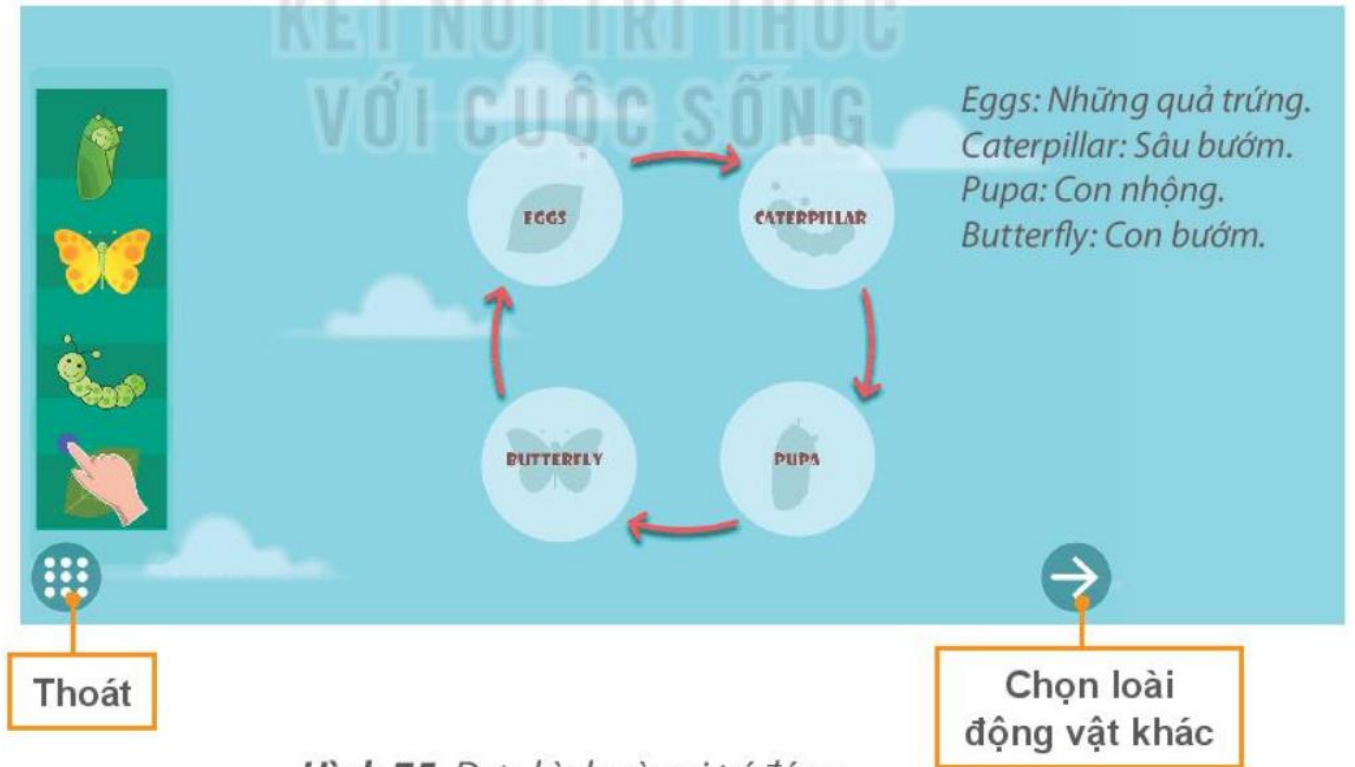 KẾT NỐI TRI THỨC
VỚI CUỘC SỐNG
Eggs: Những quả trứng.
Caterpillar: Sâu bướm.
Pupa: Con nhộng.
Butterfly: Con bướm.
EGGS
CATERPILLAR
BUTTERFLY
PUPA
Thoát
Chọn loài
động vật khác